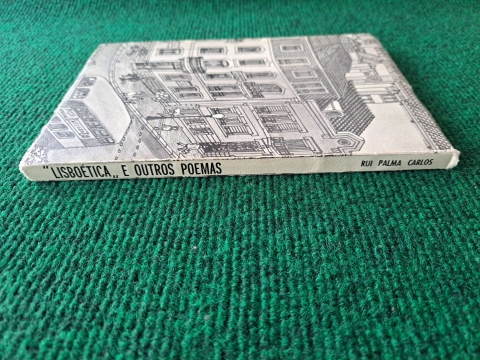 "LISBOÉTICA„ E OUTROS POEMAS
RUI PALMA CARLOS